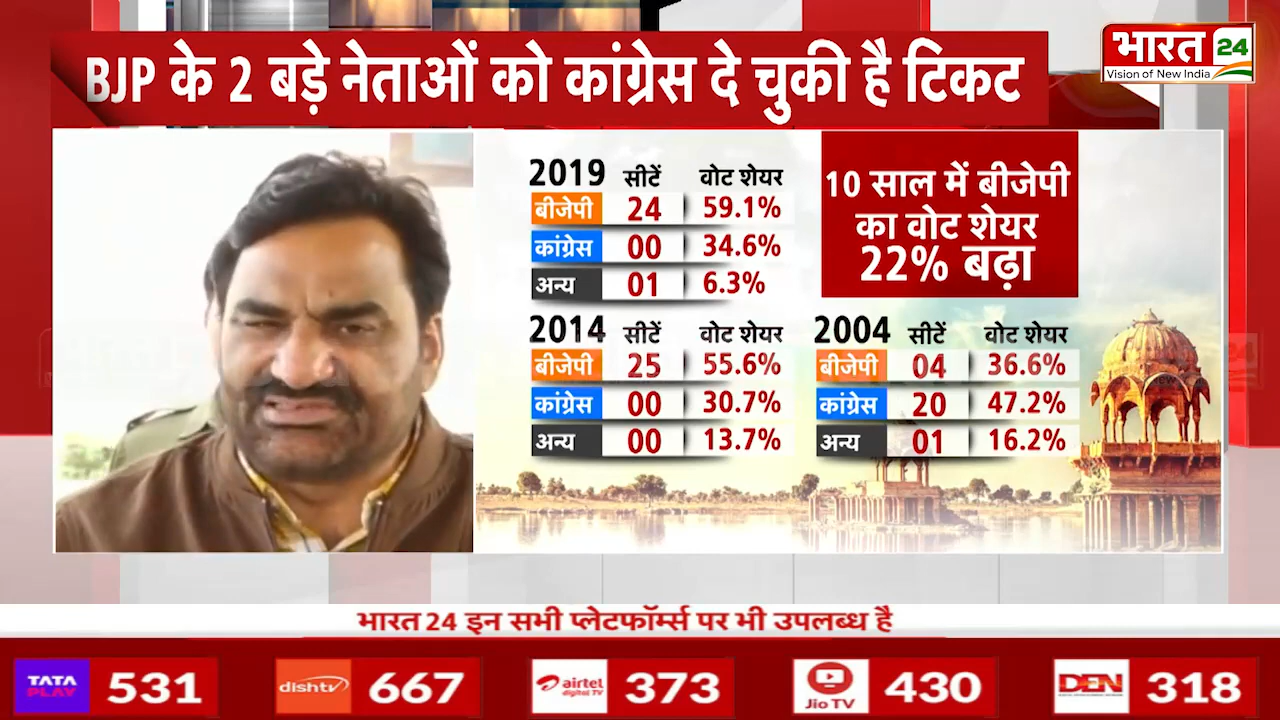 BJP के 2 बड़े नेताओं को कांग्रेस दे चुकी है टिकट
भारत 24
Vision of New India
2019 सीटें वोट शेयर
बीजेपी 24 59.1%
कांग्रेस 00 34.6%
अन्य 01 6.3%
10 साल में बीजेपी
का वोट शेयर
22% बढ़ा
2014 सीटें वोट शेयर
बीजेपी 25 55.6%
कांग्रेस 00 30.7%
अन्य 00 13.7%
2004 सीटें वोट शेयर
बीजेपी 04 36.6%
कांग्रेस 20 47.2%
अन्य 01 16.2%
भारत 24 इन सभी प्लेटफॉर्म्स पर भी उपलब्ध है
TATA PLAY 531
dishtv 667
airtel digital TV 373
JioTV 430
DEN 318